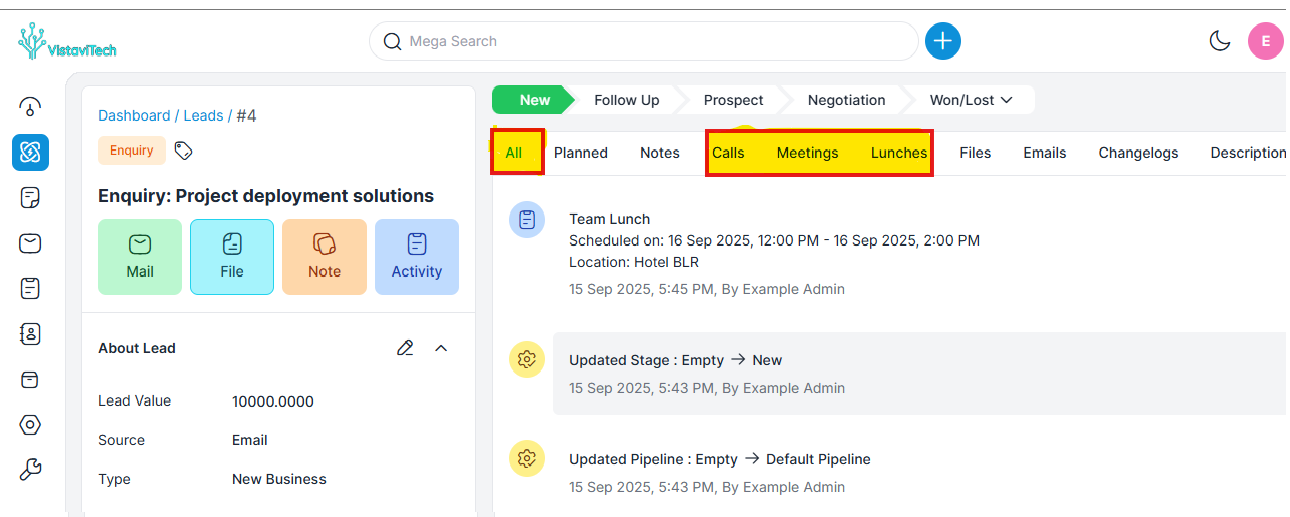 VistaviTech
Mega Search
E
Dashboard / Leads / #4
Enquiry
Enquiry: Project deployment solutions
Mail File Note Activity
About Lead
Lead Value 10000.0000
Source Email
Type New Business
New Follow Up Prospect Negotiation Won/Lost
All Planned Notes Calls Meetings Lunches Files Emails Changelogs Description
Team Lunch
Scheduled on: 16 Sep 2025, 12:00 PM - 16 Sep 2025, 2:00 PM
Location: Hotel BLR
15 Sep 2025, 5:45 PM, By Example Admin
Updated Stage : Empty → New
15 Sep 2025, 5:43 PM, By Example Admin
Updated Pipeline : Empty → Default Pipeline
15 Sep 2025, 5:43 PM, By Example Admin